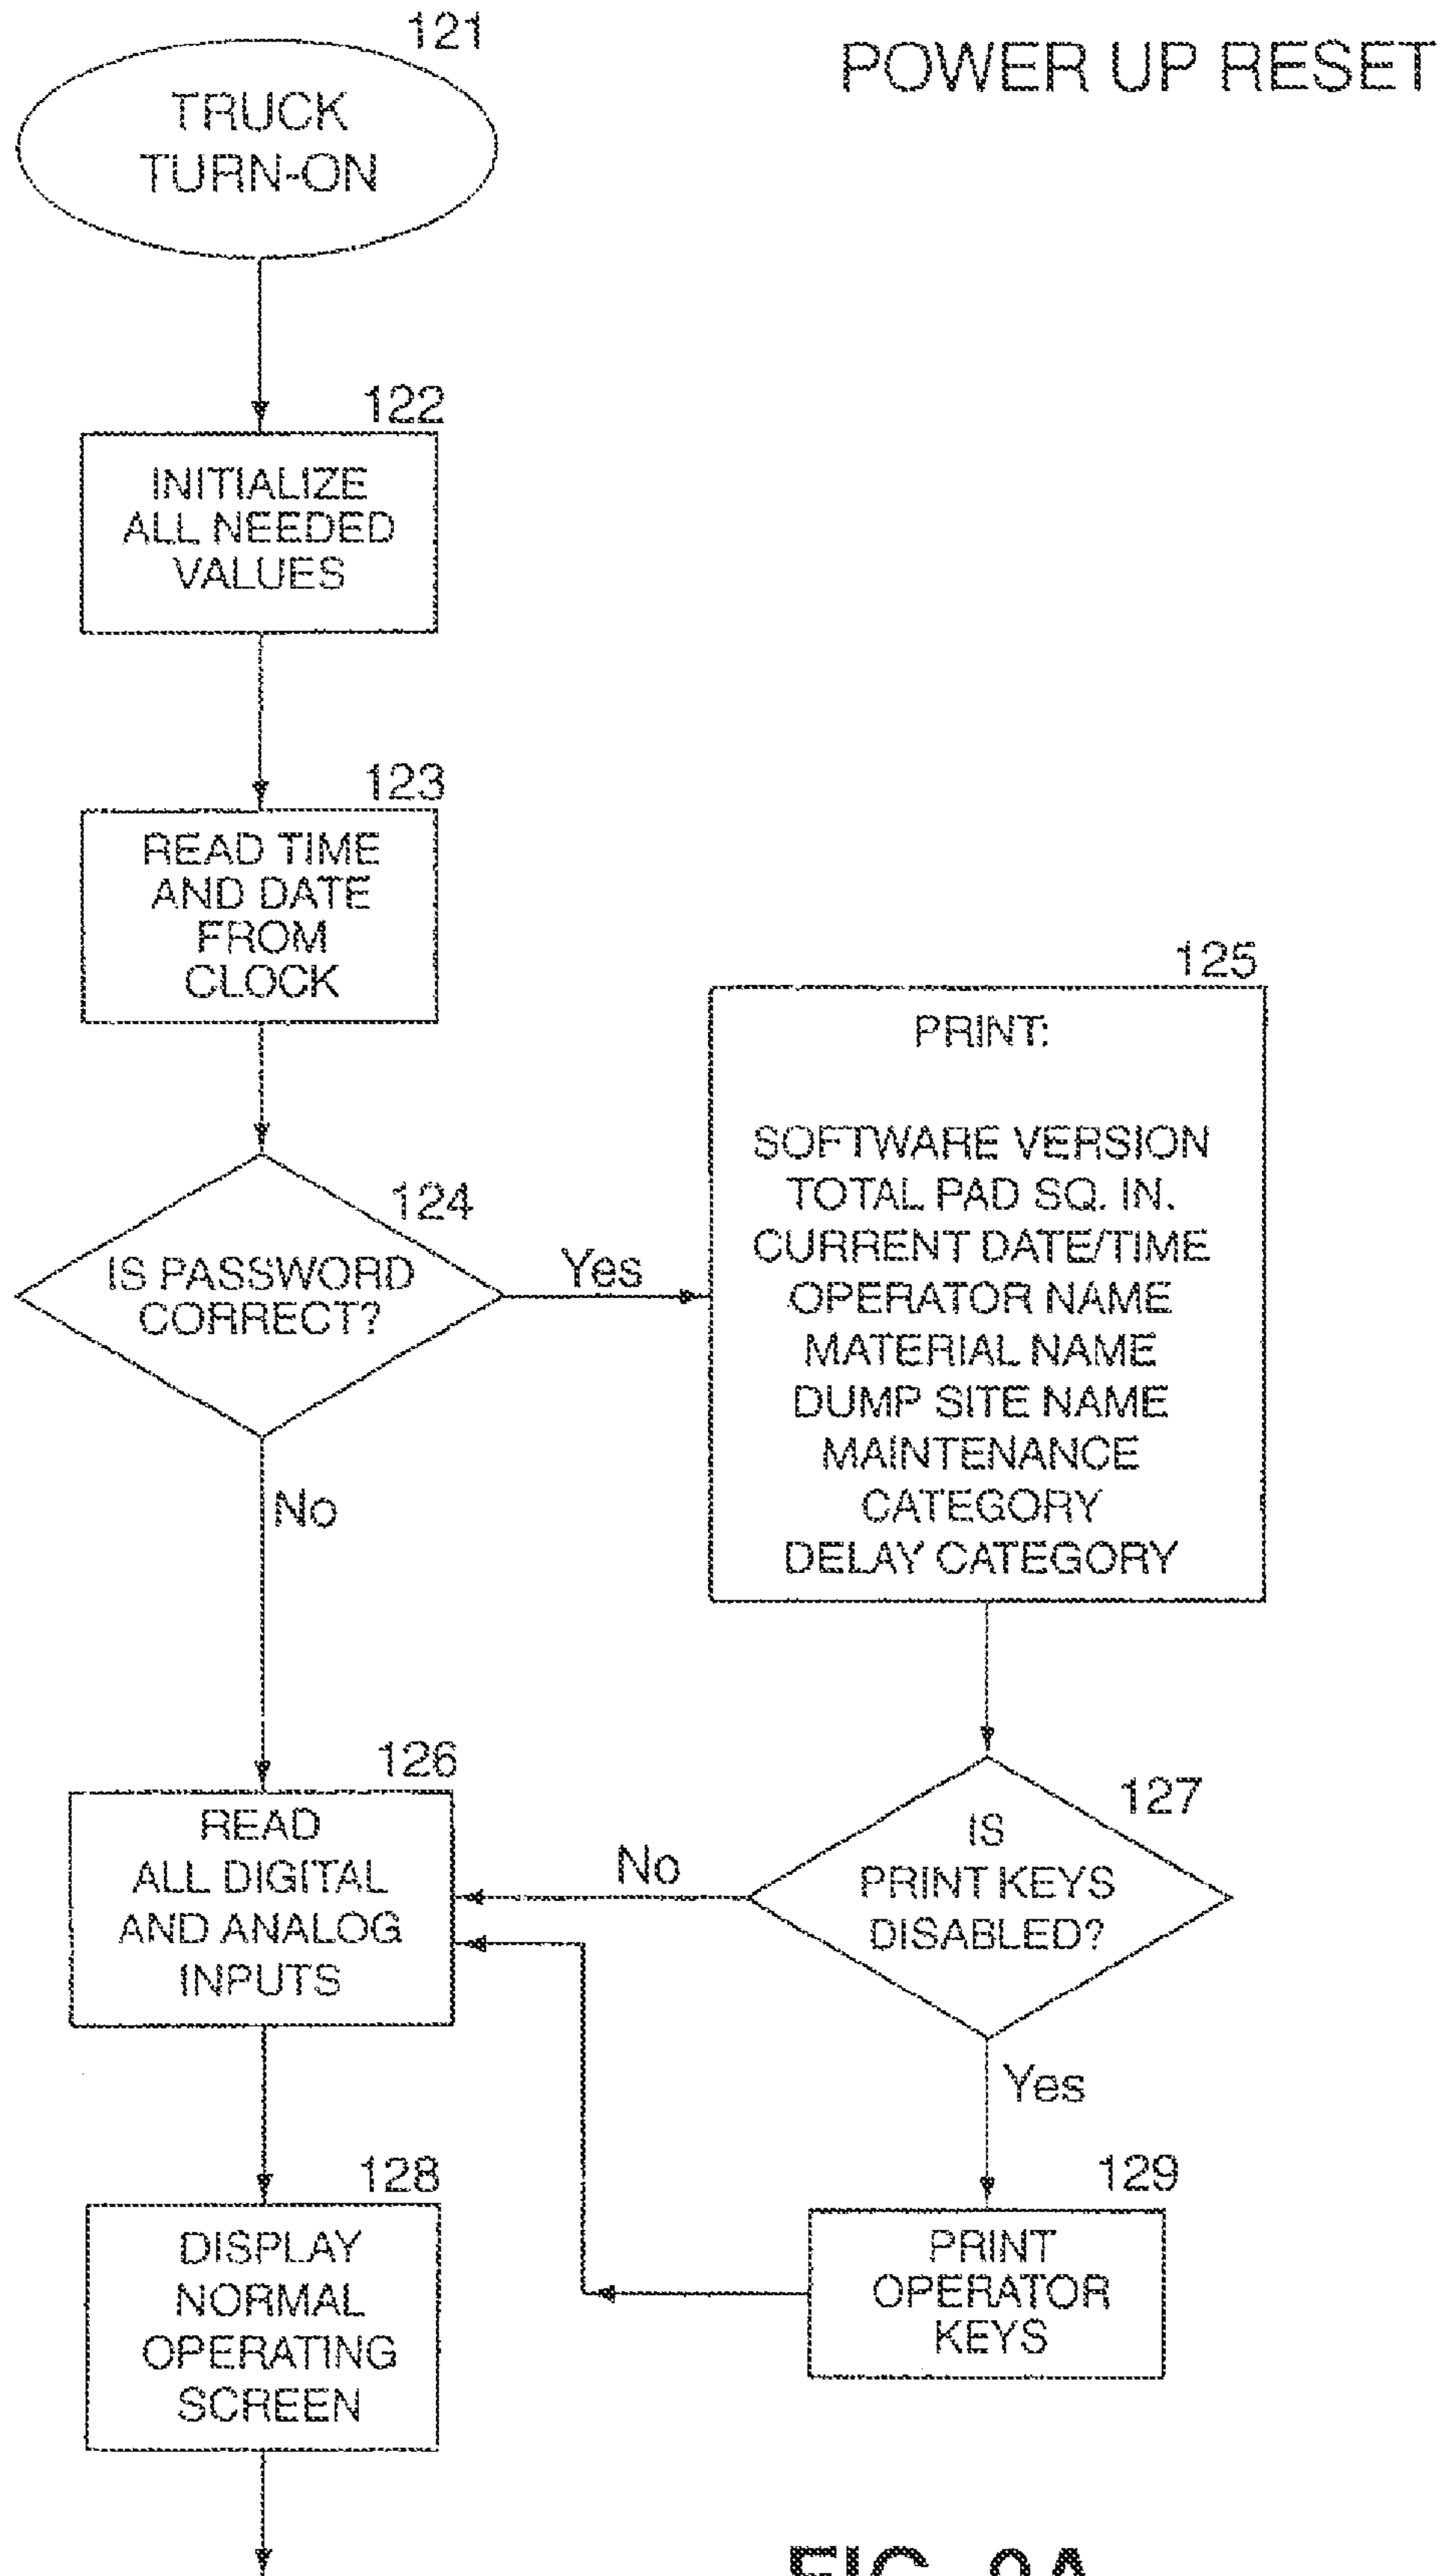 121
POWER UP RESET
TRUCK
TURN-ON
122
INITIALIZE
ALL NEEDED
VALUES
123
READ TIME
AND DATE
FROM
CLOCK
124
IS PASSWORD
CORRECT?
Yes
No
125
PRINT:
SOFTWARE VERSION
TOTAL PAD SQ. IN.
CURRENT DATE/TIME
OPERATOR NAME
MATERIAL NAME
DUMP SITE NAME
MAINTENANCE
CATEGORY
DELAY CATEGORY
126
READ
ALL DIGITAL
AND ANALOG
INPUTS
No
127
IS
PRINT KEYS
DISABLED?
Yes
128
DISPLAY
NORMAL
OPERATING
SCREEN
129
PRINT
OPERATOR
KEYS
FIG.